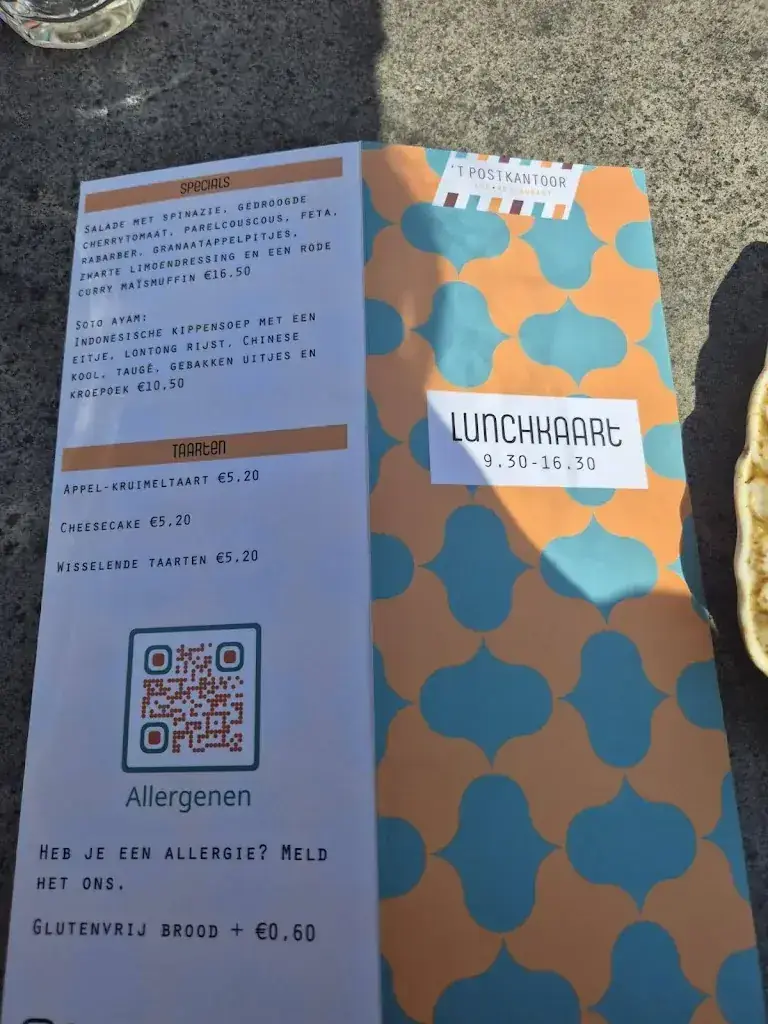 SPECIALS
SALADE MET SPINAZIE, GEDROOGDE
CHERRYTOMAAT, PARELCOUSCOUS, FETA,
RABARBER, GRANAATAPPELPITJES,
ZWARTE LIMOENDRESSING EN EEN RODE
CURRY MAÏSMUFFIN €16.50
SOTO AYAM:
INDONESISCHE KIPPENSOEP MET EEN
EITJE, LONTONG RIJST, CHINESE
KOOL, TAUGÉ, GEBAKKEN UITJES EN
KROEPOEK €10,50
TAARTEN
APPEL-KRUIMELTAART €5,20
CHEESECAKE €5,20
WISSELENDE TAARTEN €5,20
Allergenen
HEB JE EEN ALLERGIE? MELD
HET ONS.
GLUTENVRIJ BROOD + €0,60
'T POSTKANTOOR
LUNCHKAART
9.30-16.30